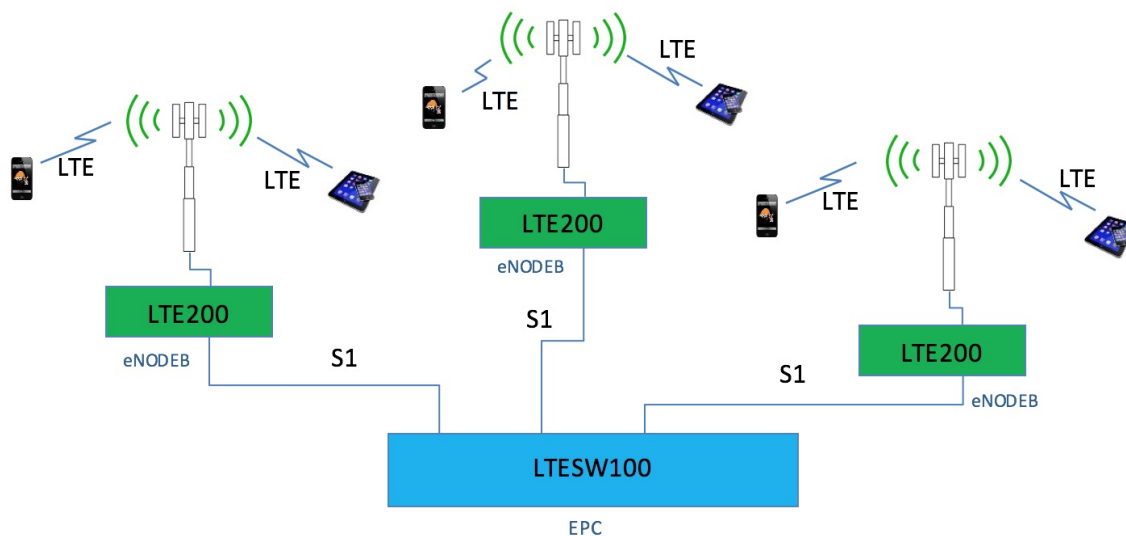 LTE
LTE
LTE
LTE
LTE
LTE
LTE200
eNODEB
LTE200
eNODEB
LTE200
eNODEB
S1
S1
S1
LTESW100
EPC